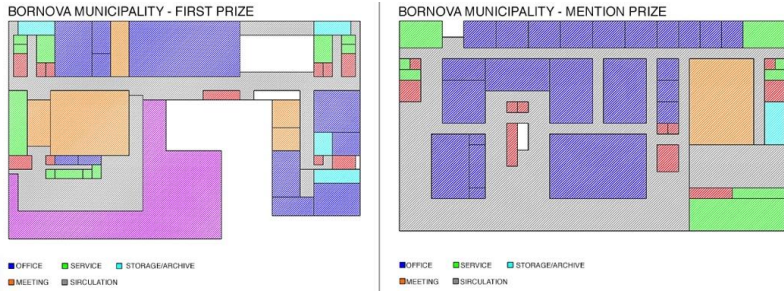 BORNOVA MUNICIPALITY - FIRST PRIZE
OFFICE SERVICE STORAGE/ARCHIVE
MEETING SIRCULATION
BORNOVA MUNICIPALITY - MENTION PRIZE
OFFICE SERVICE STORAGE/ARCHIVE
MEETING SIRCULATION